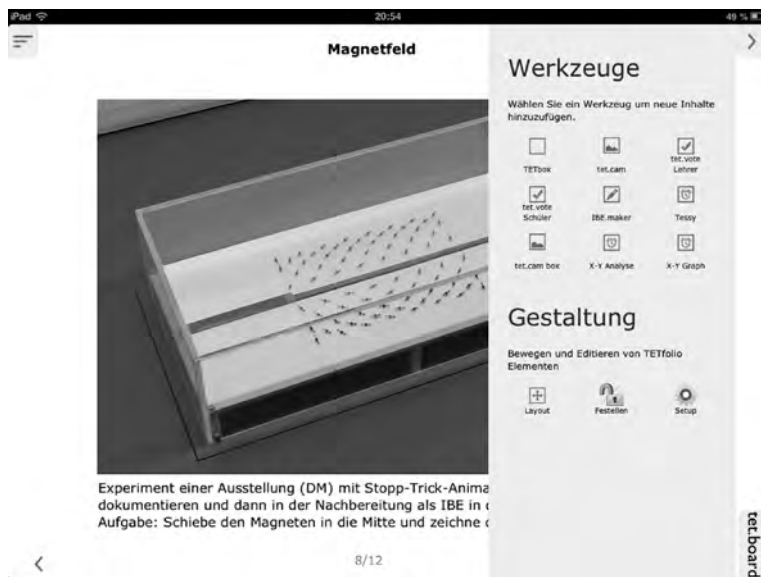 iPad
20:54
49 %
Magnetfeld
Experiment einer Ausstellung (DM) mit Stopp-Trick-Anima
dokumentieren und dann in der Nachbereitung als IBE in
Aufgabe: Schiebe den Magneten in die Mitte und zeichne
8/12
Werkzeuge
Wählen Sie ein Werkzeug um neue Inhalte
hinzuzufügen.
TETbox
tet.cam
tet.vote
Lehrer
tet.vote
Schüler
IBE maker
Tessy
tet.cam box
X-Y Analyse
X-Y Graph
Gestaltung
Bewegen und Editieren von TETfolio
Elementen
Layout
Festellen
Setup
tet.board